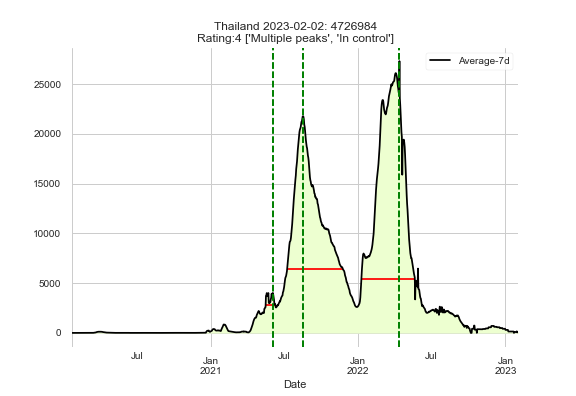 Thailand 2023-02-02: 4726984
Rating:4 ['Multiple peaks', 'In control']
Average-7d
25000
20000
15000
10000
5000
0
Jul
Jan
2021
Jul
Jan
2022
Jul
Jan
2023
Date